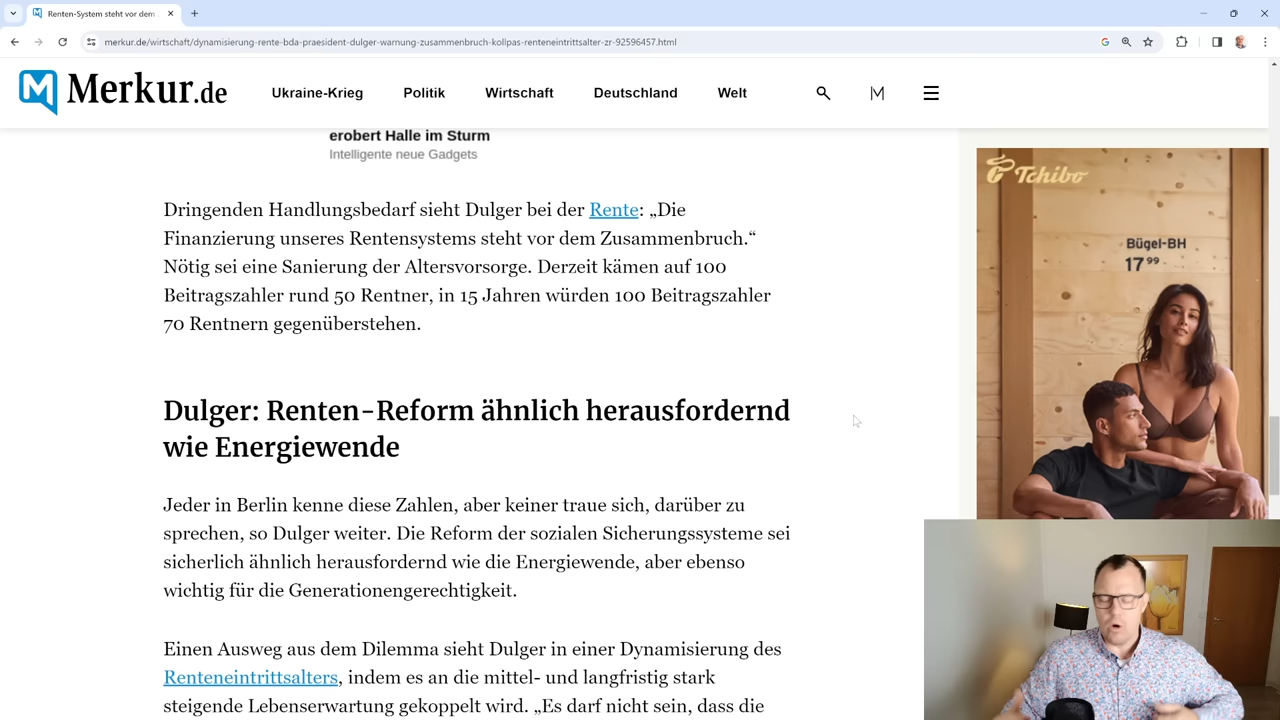 Renten-System steht vor dem
merkur.de/wirtschaft/dynamisierung-rente-bda-praesident-dulger-warnung-zusammenbruch-kollpas-renteneintrittsalter-zr-92596457.html
Merkur.de
Ukraine-Krieg
Politik
Wirtschaft
Deutschland
Welt
erobert Halle im Sturm
Intelligente neue Gadgets
Dringenden Handlungsbedarf sieht Dulger bei der Rente: „Die
Finanzierung unseres Rentensystems steht vor dem Zusammenbruch.“
Nötig sei eine Sanierung der Altersvorsorge. Derzeit kämen auf 100
Beitragszahler rund 50 Rentner, in 15 Jahren würden 100 Beitragszahler
70 Rentnern gegenüberstehen.
Dulger: Renten-Reform ähnlich herausfordernd
wie Energiewende
Jeder in Berlin kenne diese Zahlen, aber keiner traue sich, darüber zu
sprechen, so Dulger weiter. Die Reform der sozialen Sicherungssysteme sei
sicherlich ähnlich herausfordernd wie die Energiewende, aber ebenso
wichtig für die Generationengerechtigkeit.
Einen Ausweg aus dem Dilemma sieht Dulger in einer Dynamisierung des
Renteneintrittsalters, indem es an die mittel- und langfristig stark
steigende Lebenserwartung gekoppelt wird. „Es darf nicht sein, dass die
Tchibo
Bügel-BH
17 99